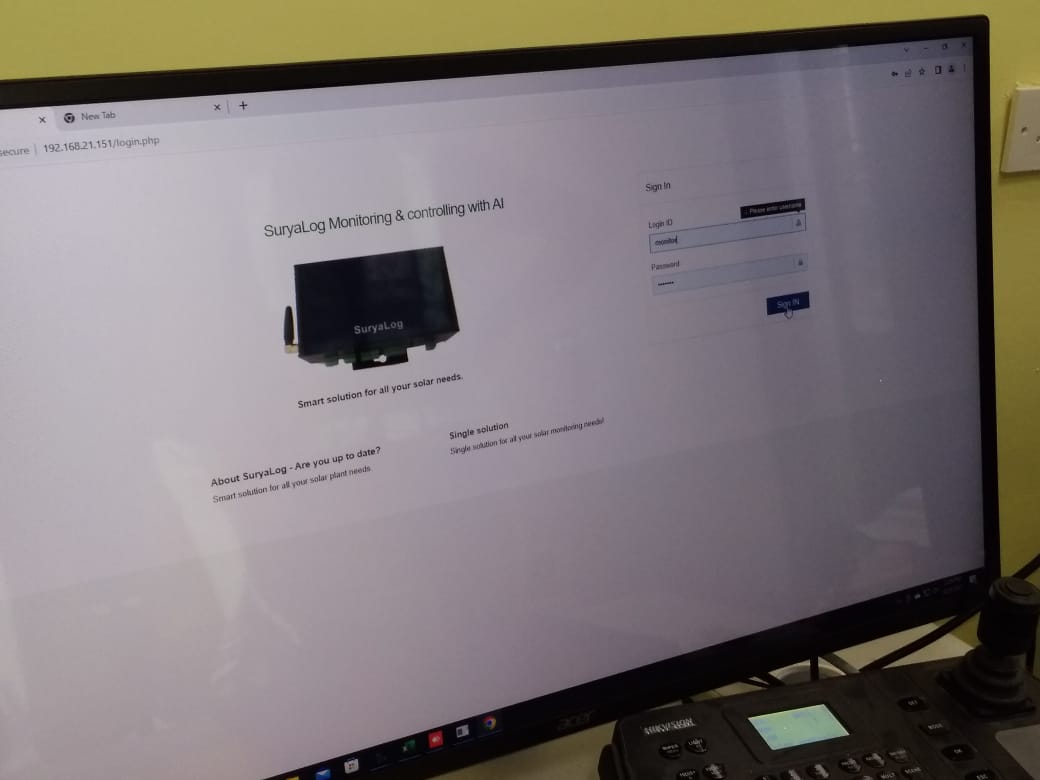 New Tab
secure | 192.168.21.151/login.php
SuryaLog Monitoring & controlling with AI
SuryaLog
Smart solution for all your solar needs.
About SuryaLog - Are you up to date?
Smart solution for all your solar plant needs.
Single solution
Single solution for all your solar monitoring needs!
Sign In
Please enter username
Login ID
monitor
Password
•••••••
Sign IN
acer
HIKVISION